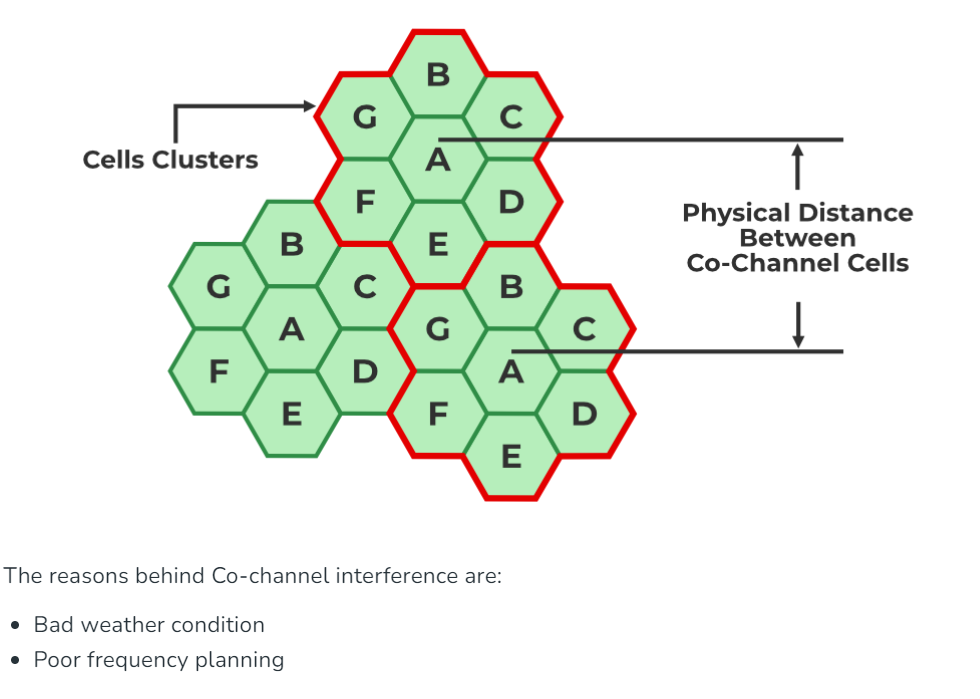 B
G
C
A
Cells Clusters
F
D
Physical Distance
Between
Co-Channel Cells
B
E
G
C
B
A
G
C
F
D
A
E
F
D
E
The reasons behind Co-channel interference are:
• Bad weather condition
• Poor frequency planning